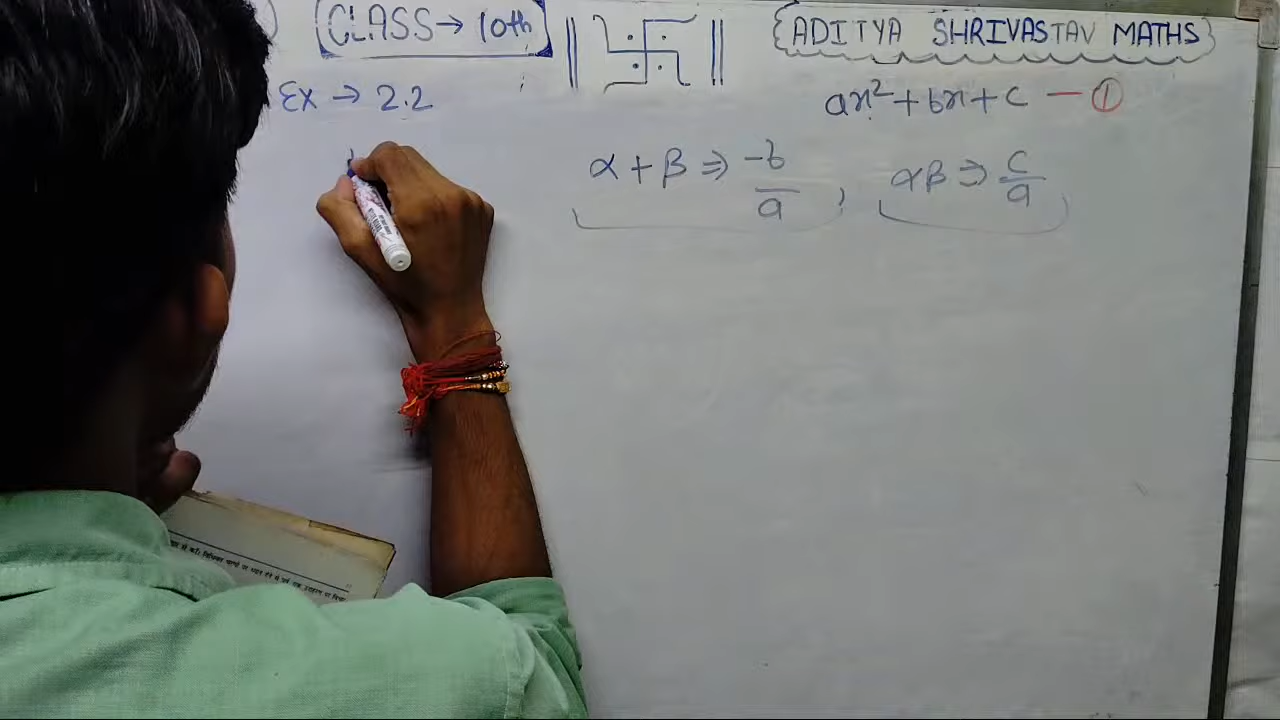 CLASS → 10th
ADITYA SHRIVASTAV MATHS
Ex → 2.2
ax² + bx + c — ①
α + β ⇒ -b/a ; αβ ⇒ c/a